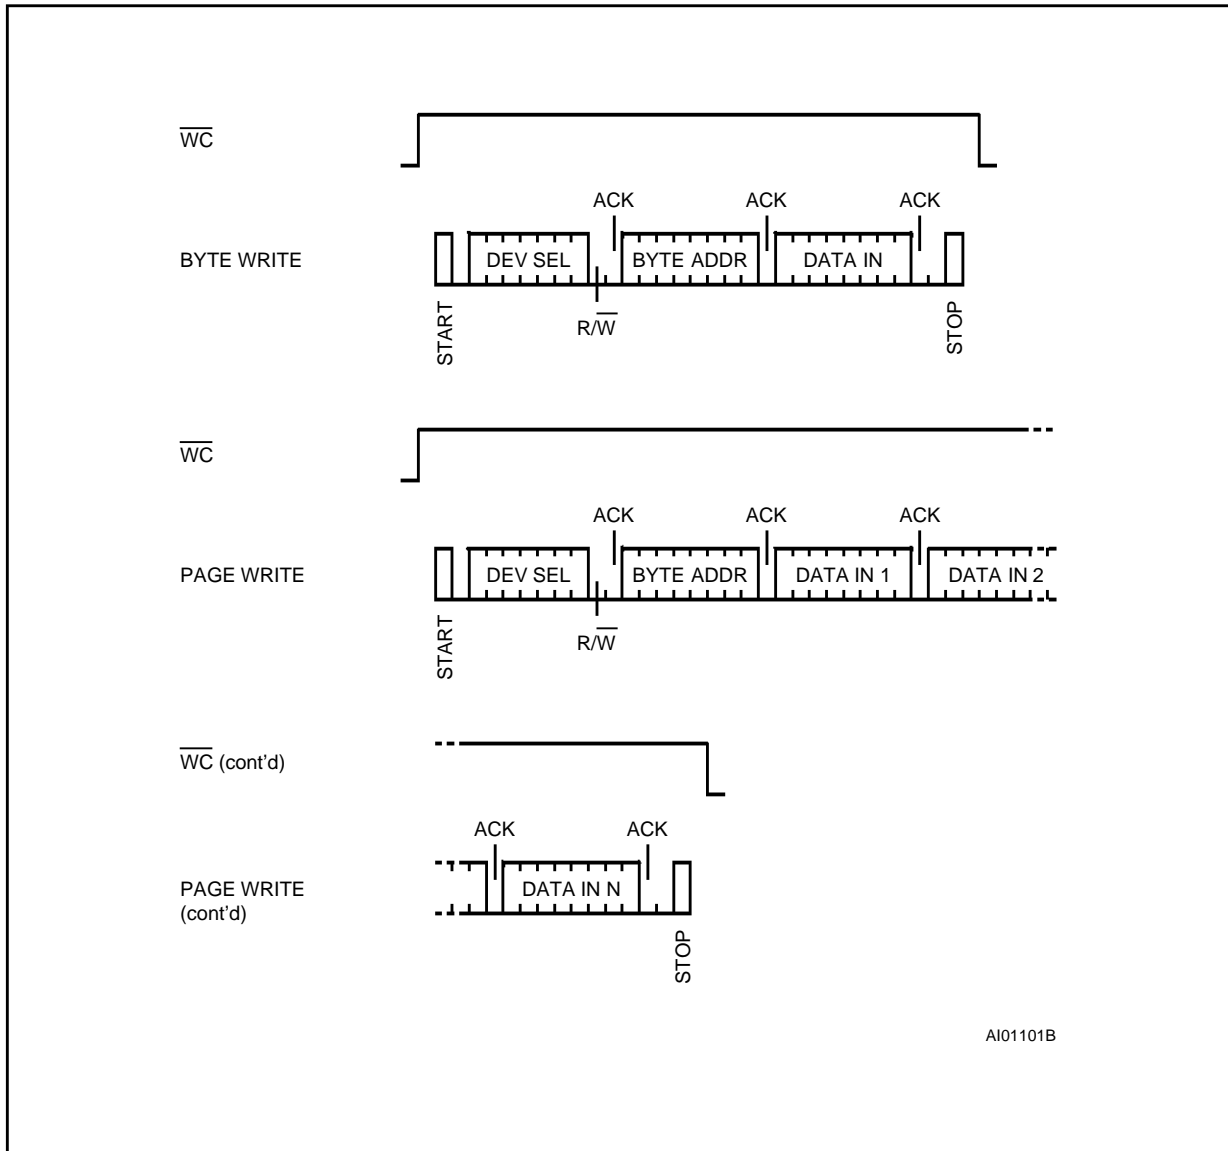 WC
ACK ACK ACK
BYTE WRITE
DEV SEL BYTE ADDR DATA IN
R/W
START
STOP
WC
ACK ACK ACK
PAGE WRITE
DEV SEL BYTE ADDR DATA IN 1 DATA IN 2
R/W
START
WC (cont'd)
ACK ACK
PAGE WRITE
(cont'd)
DATA IN N
STOP
AI01101B